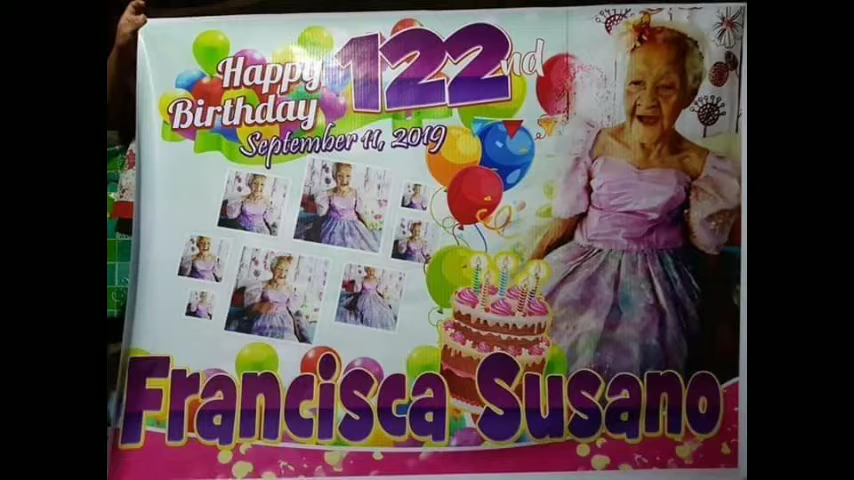 Happy
Birthday
122nd
September 11, 2019
Francisca Susano